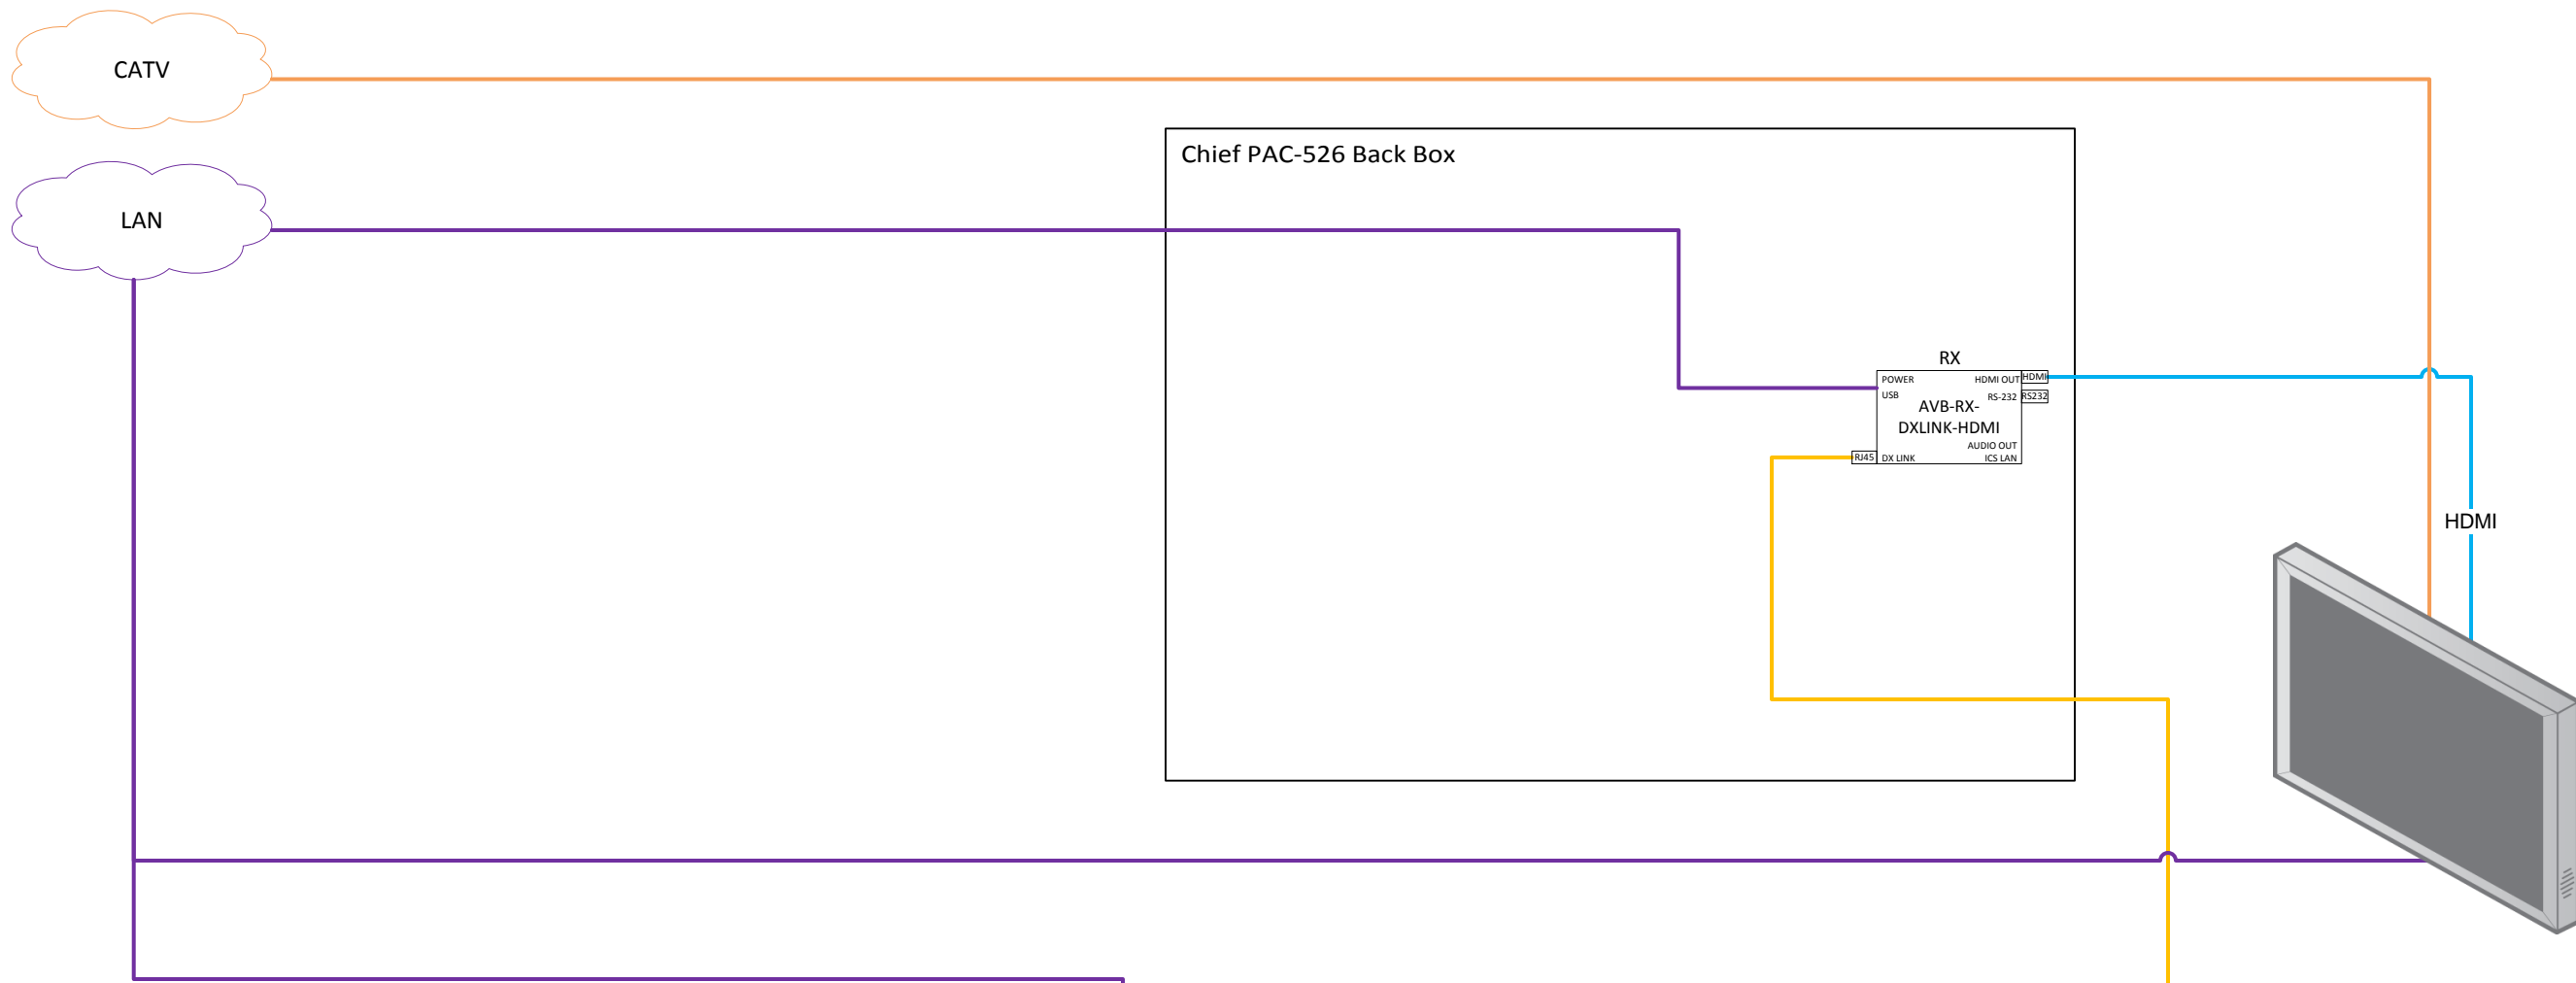 CATV
Chief PAC-526 Back Box
LAN
RX
POWER
HDMI OUT
HDMI
USB
RS-232
RS232
AVB-RX-
DXLINK-HDMI
AUDIO OUT
RJ45
DX LINK
ICS LAN
HDMI